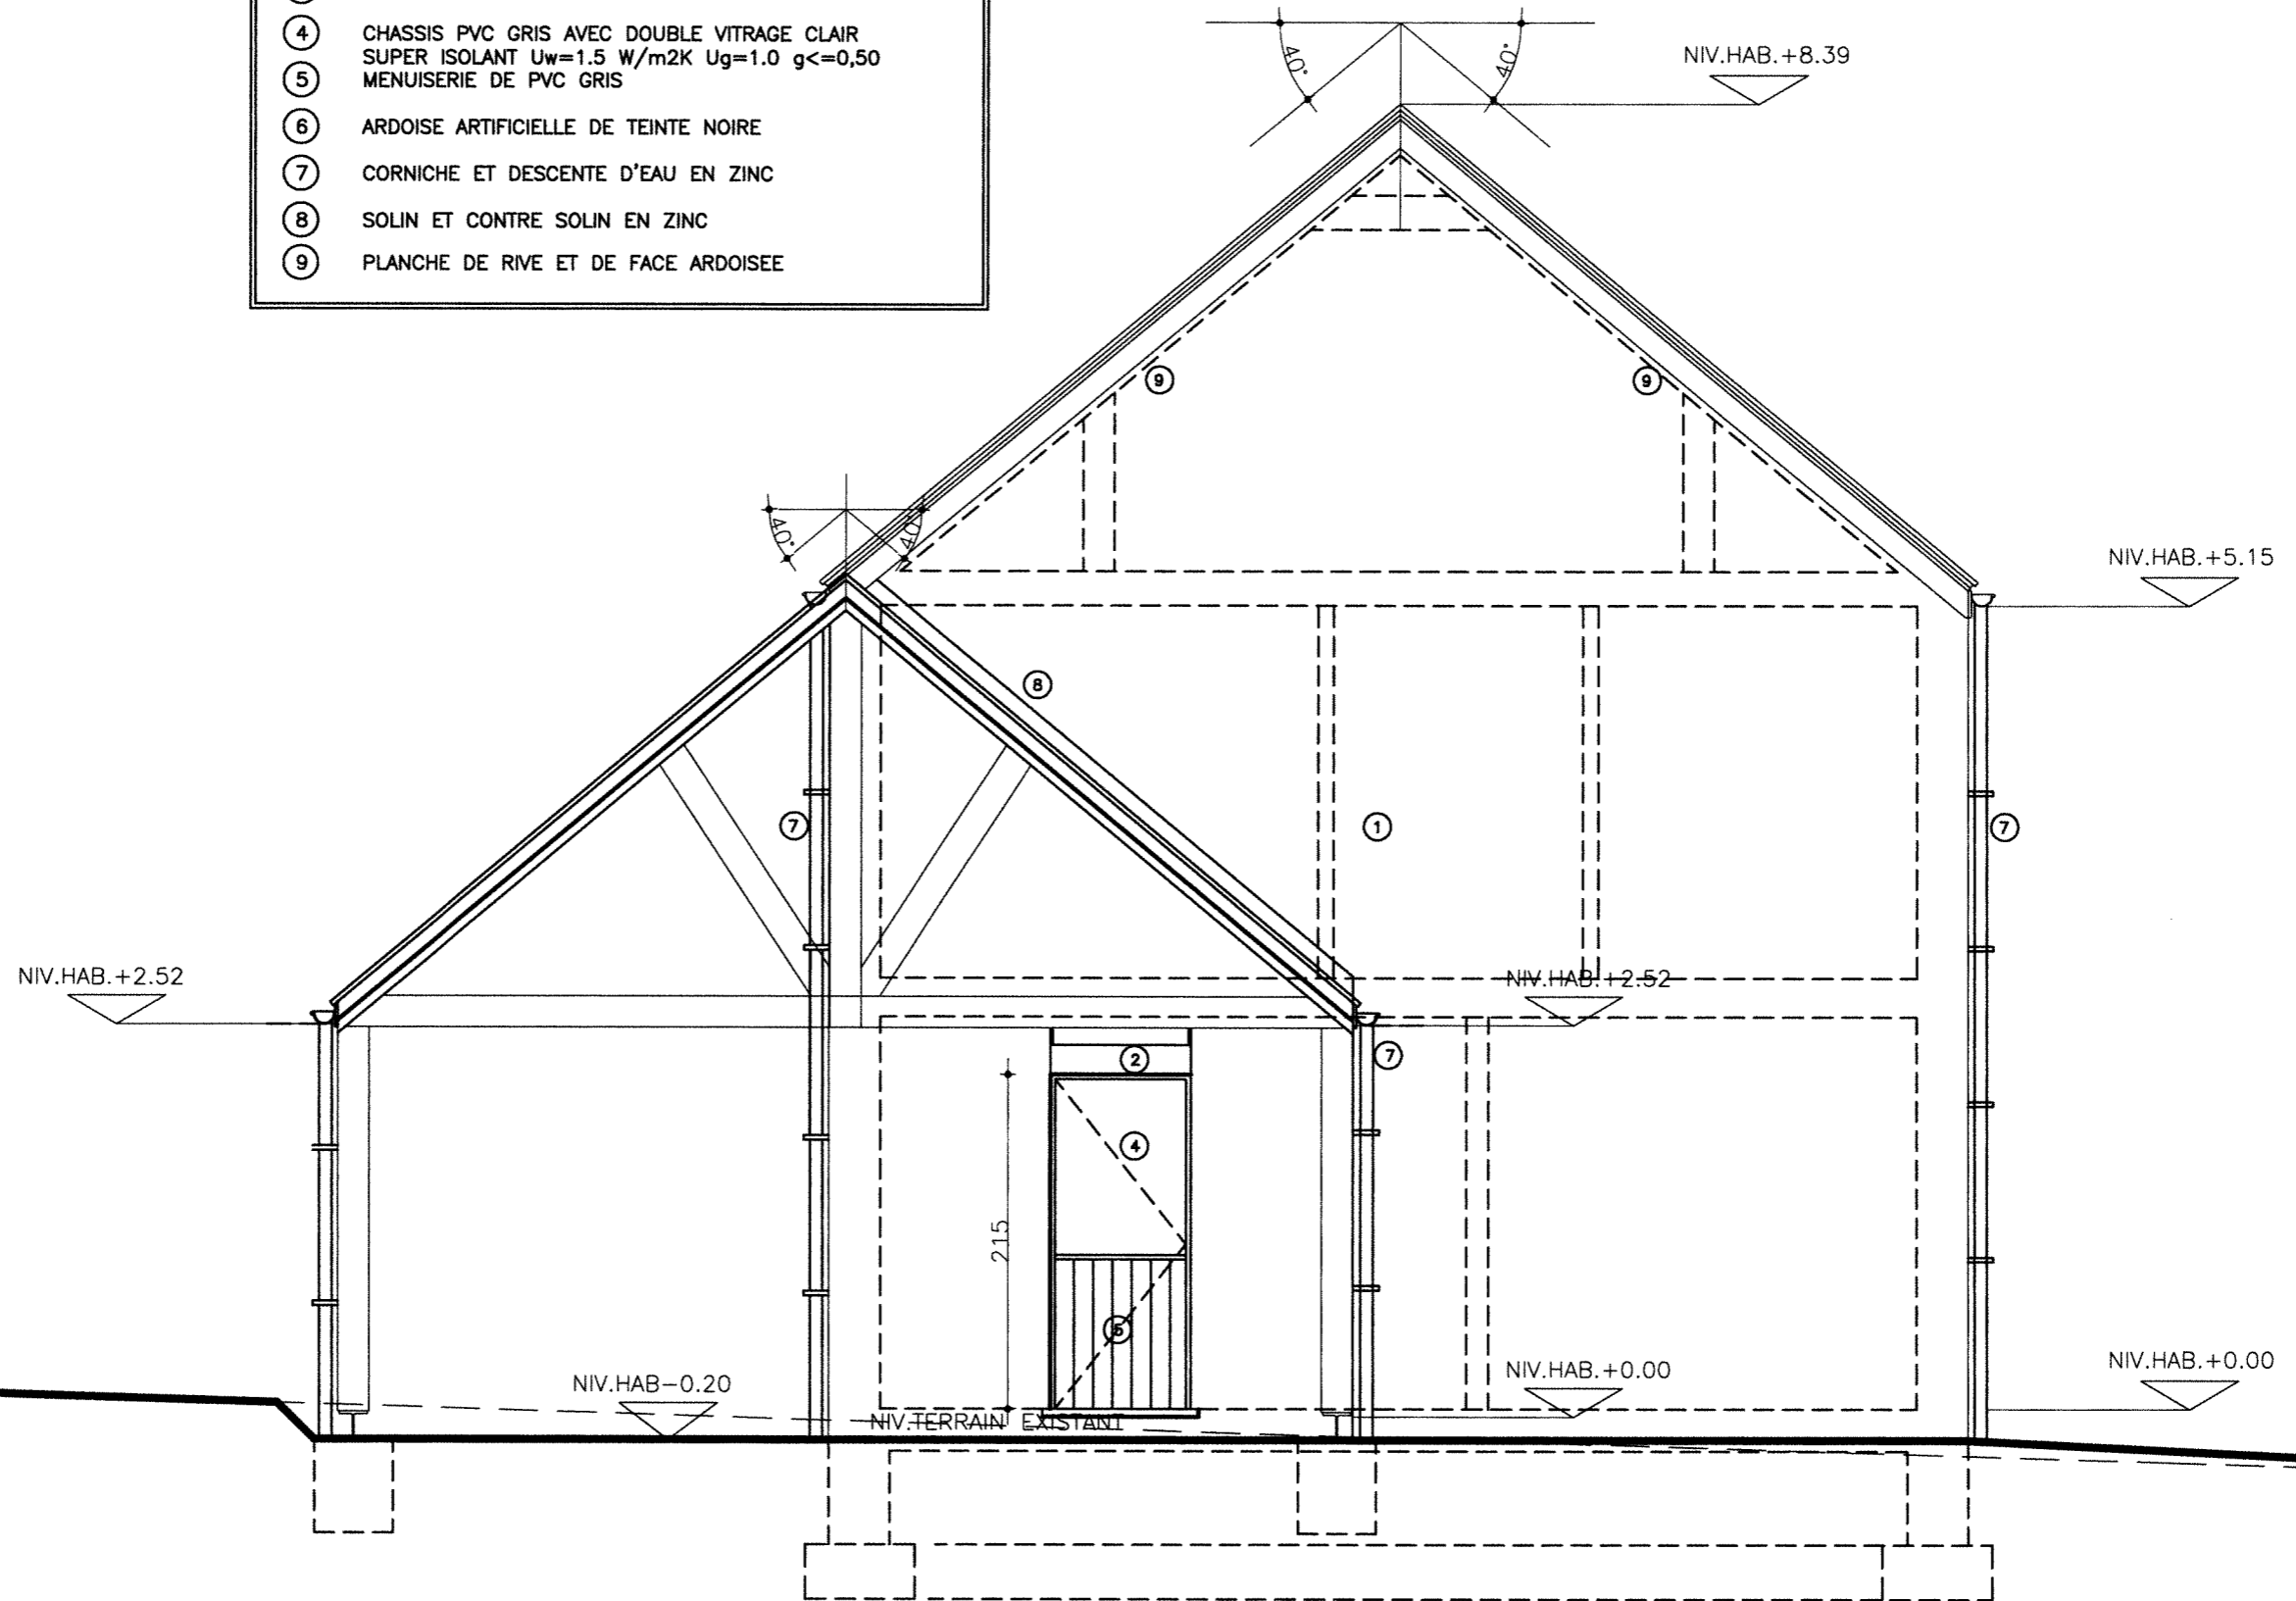 4 CHASSIS PVC GRIS AVEC DOUBLE VITRAGE CLAIR
SUPER ISOLANT Uw=1.5 W/m2K Ug=1.0 g<=0,50
5 MENUISERIE DE PVC GRIS
6 ARDOISE ARTIFICIELLE DE TEINTE NOIRE
7 CORNICHE ET DESCENTE D'EAU EN ZINC
8 SOLIN ET CONTRE SOLIN EN ZINC
9 PLANCHE DE RIVE ET DE FACE ARDOISEE
40° 40°
NIV.HAB.+8.39
9 9
40° 40°
NIV.HAB.+5.15
8
7 1 7
NIV.HAB.+2.52 NIV.HAB.+2.52
2 7
4
215
5
NIV.HAB-0.20 NIV.HAB.+0.00 NIV.HAB.+0.00
NIV.TERRAIN EXISTANT